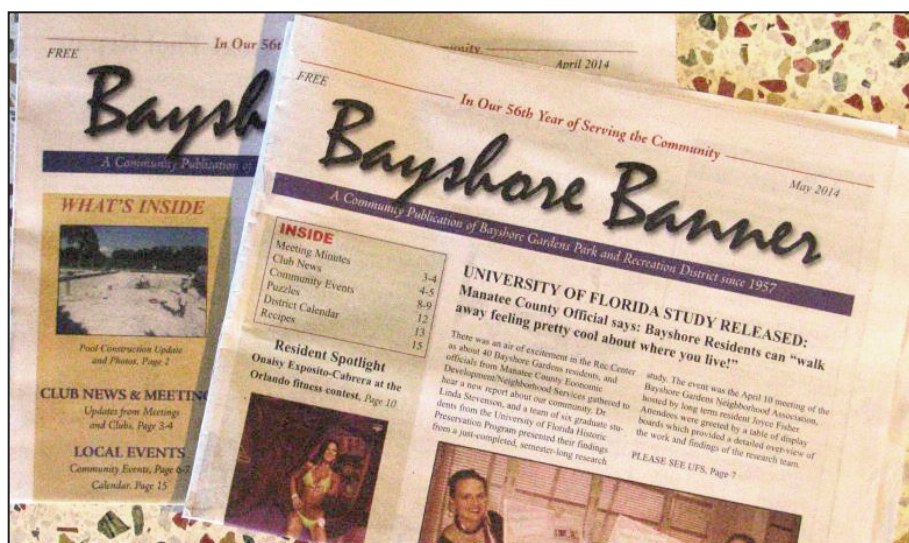 FREE
In Our 56t
mmunity
April 2014
Baysh
A Community Publication of
WHAT'S INSIDE
Pool Construction Update
and Photos, Page 2
CLUB NEWS & MEETING
Updates from Meetings
and Clubs, Page 3-4
LOCAL EVENTS
Community Events, Page 6-7
Calendar, Page 15
FREE
In Our 56th Year of Serving the Community
May 2014
Bayshore Banner
A Community Publication of Bayshore Gardens Park and Recreation District since 1957
INSIDE
Meeting Minutes 3-4
Club News 4-5
Community Events 8-9
Puzzles 12
District Calendar 13
Recipes 15
Resident Spotlight
Onaisy Exposito-Cabrera at the
Orlando fitness contest, Page 10
UNIVERSITY OF FLORIDA STUDY RELEASED:
Manatee County Official says: Bayshore Residents can "walk
away feeling pretty cool about where you live!"
There was an air of excitement in the Rec Center
as about 40 Bayshore Gardens residents, and
officials from Manatee County Economic
Development/Neighborhood Services gathered to
hear a new report about our community. Dr
Linda Stevenson, and a team of six graduate stu-
dents from the University of Florida Historic
Preservation Program presented their findings
from a just-completed, semester-long research
study. The event was the April 10 meeting of the
Bayshore Gardens Neighborhood Association,
hosted by long term resident Joyce Fisher.
Attendees were greeted by a table of display
boards which provided a detailed over-view of
the work and findings of the research team.
PLEASE SEE UFS, Page 7